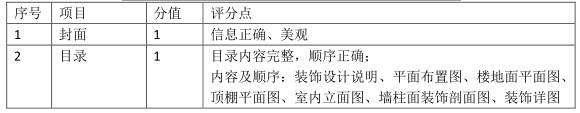 序号 项目 分值 评分点
1 封面 1 信息正确、美观
2 目录 1 目录内容完整，顺序正确；
内容及顺序：装饰设计说明、平面布置图、楼地面平面图、
顶棚平面图、室内立面图、墙柱面装饰剖面图、装饰详图